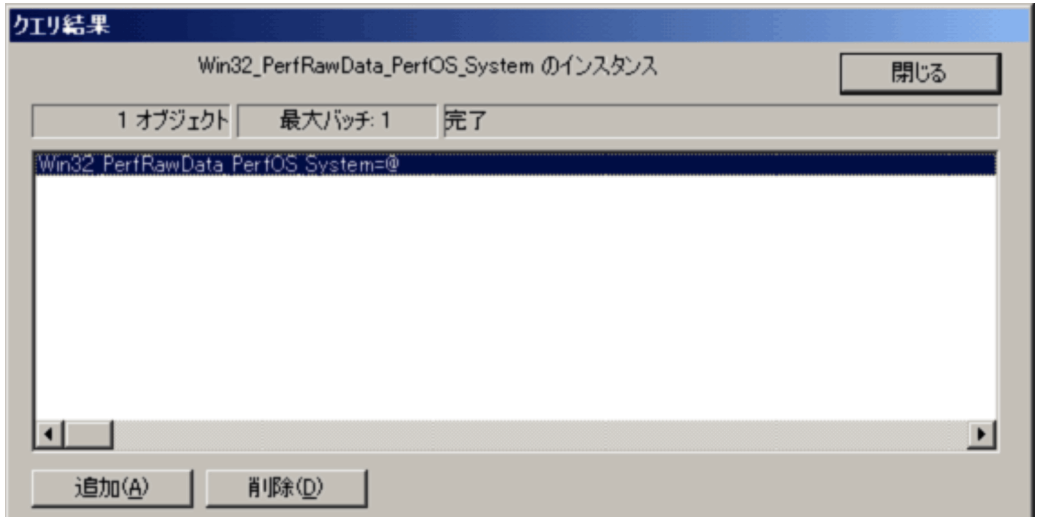 クエリ結果
Win32_PerfRawData_PerfOS_System のインスタンス
閉じる
1 オブジェクト 最大バッチ: 1 完了
Win32_PerfRawData_PerfOS_System=@
追加(A) 削除(D)